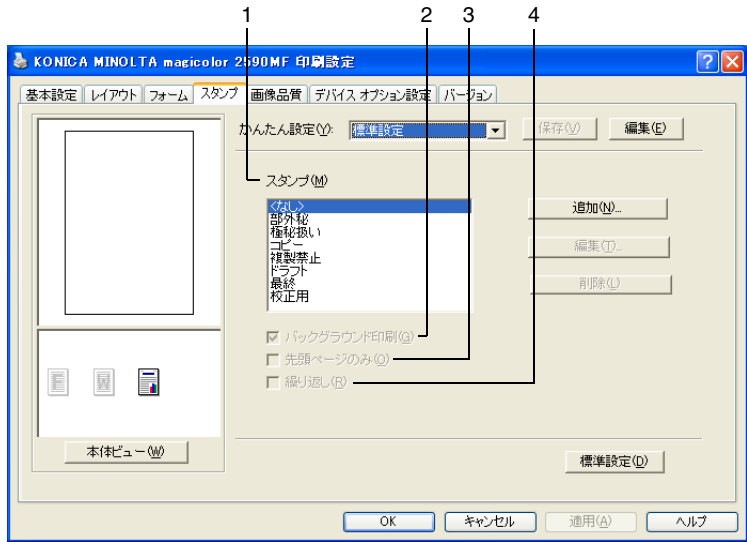 1 2 3 4
KONICA MINOLTA magicolor 2590MF 印刷設定
基本設定 レイアウト フォーム スタンプ 画像品質 デバイス オプション設定 バージョン
かんたん設定(Y): 標準設定 保存(V) 編集(E)
スタンプ(M)
<なし>
部外秘
極秘扱い
コピー
複製禁止
ドラフト
最終
校正用
追加(N)...
編集(T)...
削除(L)
バックグラウンド印刷(G)
先頭ページのみ(O)
繰り返し(R)
本体ビュー(W)
標準設定(D)
OK キャンセル 適用(A) ヘルプ